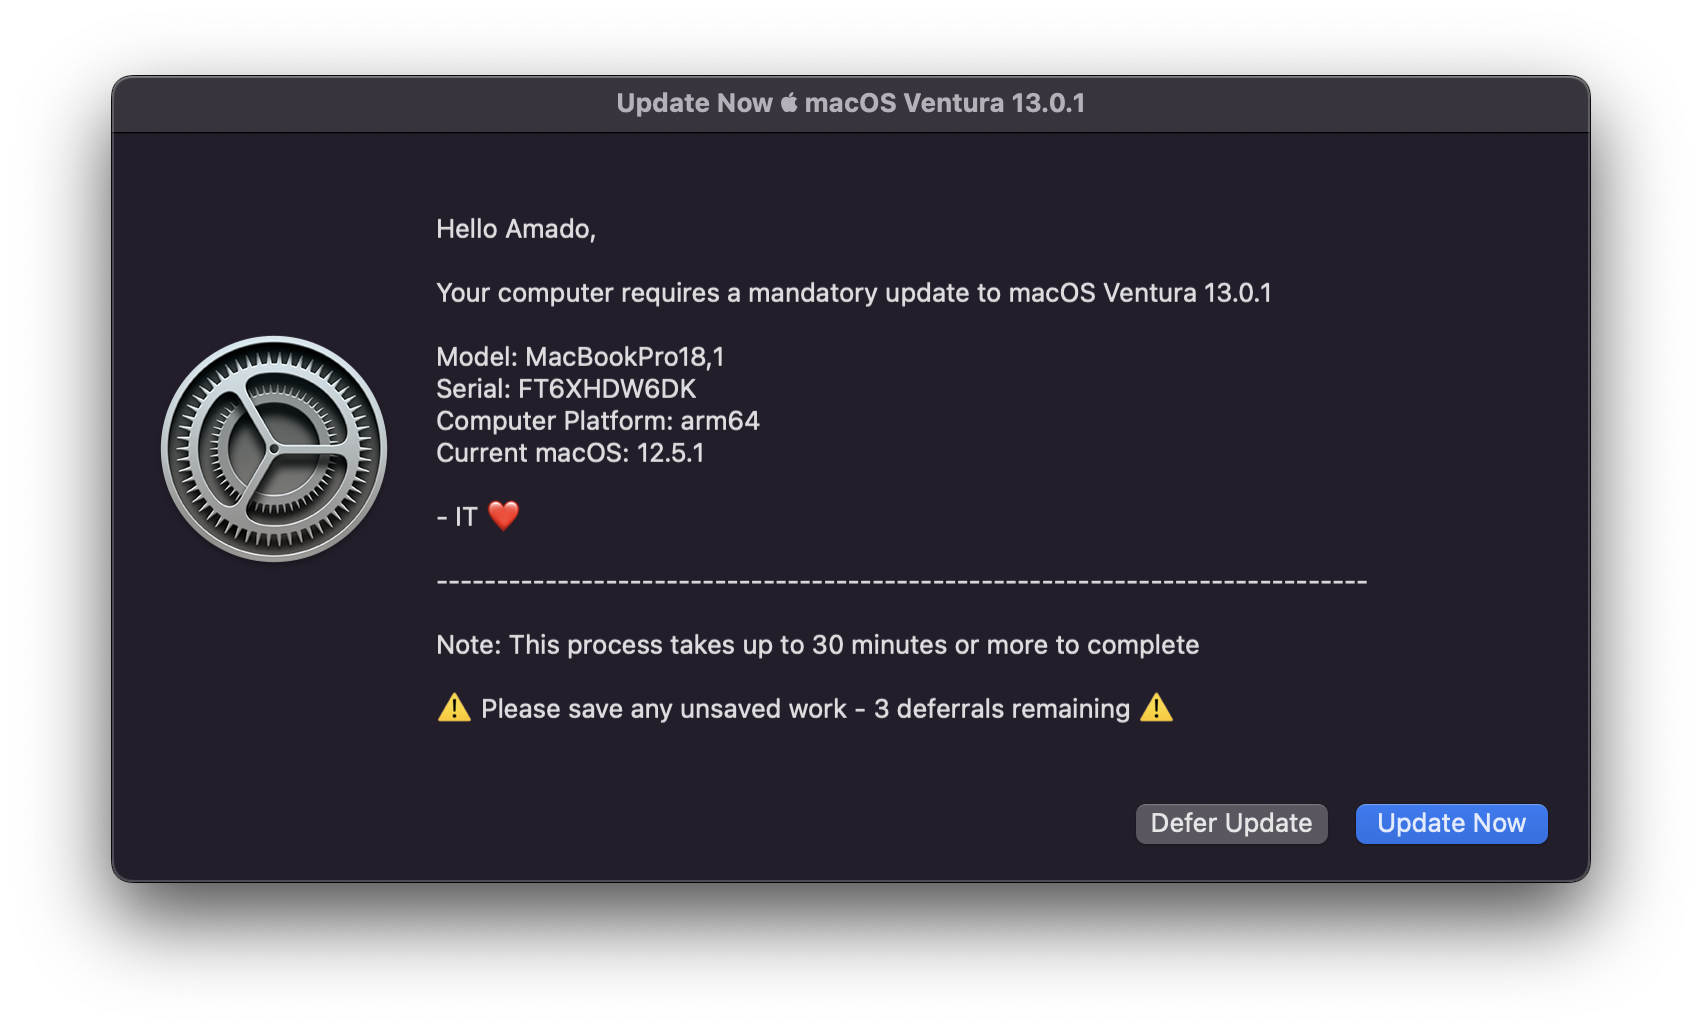 Update Now  macOS Ventura 13.0.1
Hello Amado,
Your computer requires a mandatory update to macOS Ventura 13.0.1
Model: MacBookPro18,1
Serial: FT6XHDW6DK
Computer Platform: arm64
Current macOS: 12.5.1
- IT ❤️
-----------------------------------------------------------------------------
Note: This process takes up to 30 minutes or more to complete
⚠️ Please save any unsaved work - 3 deferrals remaining ⚠️
Defer Update
Update Now